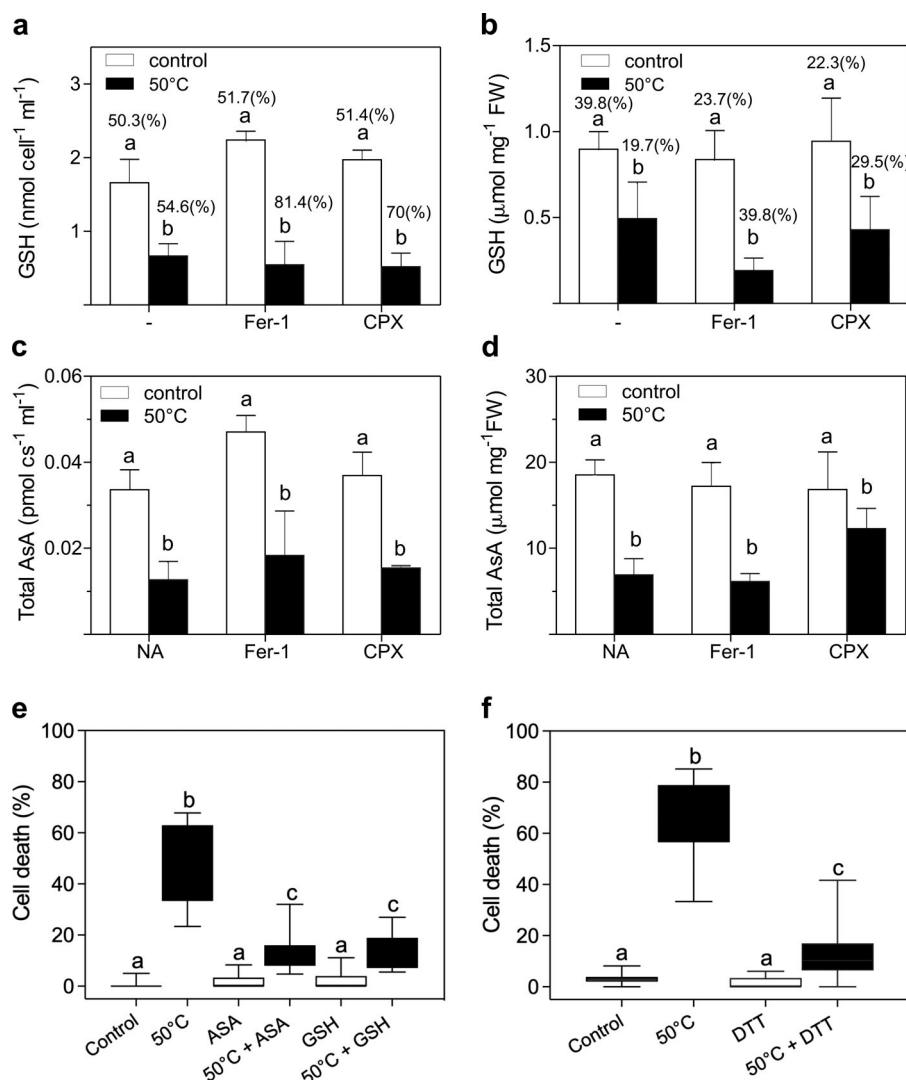 a
GSH (nmol cell⁻¹ ml⁻¹)
3
2
1
control
50°C
50.3(%)
a
54.6(%)
b
51.7(%)
a
81.4(%)
b
51.4(%)
a
70(%)
b
-
Fer-1
CPX
b
GSH (μmol mg⁻¹ FW)
1.5
1.0
0.5
control
50°C
39.8(%)
a
19.7(%)
b
23.7(%)
a
39.8(%)
b
22.3(%)
a
29.5(%)
b
-
Fer-1
CPX
c
Total AsA (pmol cs⁻¹ ml⁻¹)
0.06
0.04
0.02
control
50°C
a
b
a
b
a
b
NA
Fer-1
CPX
d
Total AsA (μmol mg⁻¹FW)
30
20
10
control
50°C
a
b
a
b
a
b
NA
Fer-1
CPX
e
Cell death (%)
100
80
60
40
20
0
a
b
a
c
a
c
Control
50°C
ASA
50°C + ASA
GSH
50°C + GSH
f
Cell death (%)
100
80
60
40
20
0
a
b
a
c
Control
50°C
DTT
50°C + DTT